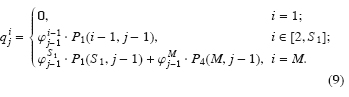 q_j^i = { 0, i = 1;
φ_{j−1}^{i−1} · P_1(i − 1, j − 1), i ∈ [2, S_1];
φ_{j−1}^{S_1} · P_1(S_1, j − 1) + φ_{j−1}^M · P_4(M, j − 1), i = M.
(9)